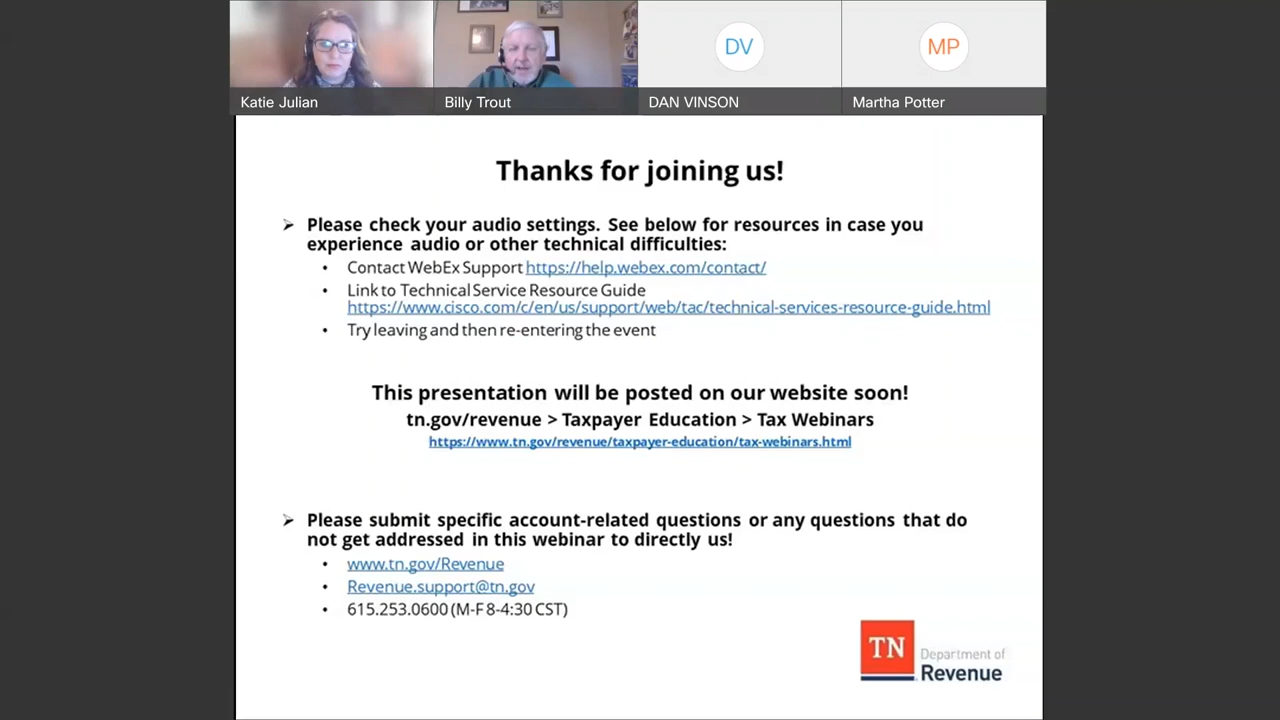 DV
MP
Katie Julian
Billy Trout
DAN VINSON
Martha Potter
Thanks for joining us!
Please check your audio settings. See below for resources in case you
experience audio or other technical difficulties:
Contact WebEx Support https://help.webex.com/contact/
Link to Technical Service Resource Guide
https://www.cisco.com/c/en/us/support/web/tac/technical-services-resource-guide.html
Try leaving and then re-entering the event
This presentation will be posted on our website soon!
tn.gov/revenue > Taxpayer Education > Tax Webinars
https://www.tn.gov/revenue/taxpayer-education/tax-webinars.html
Please submit specific account-related questions or any questions that do
not get addressed in this webinar to directly us!
www.tn.gov/Revenue
Revenue.support@tn.gov
615.253.0600 (M-F 8-4:30 CST)
TN
Department of
Revenue